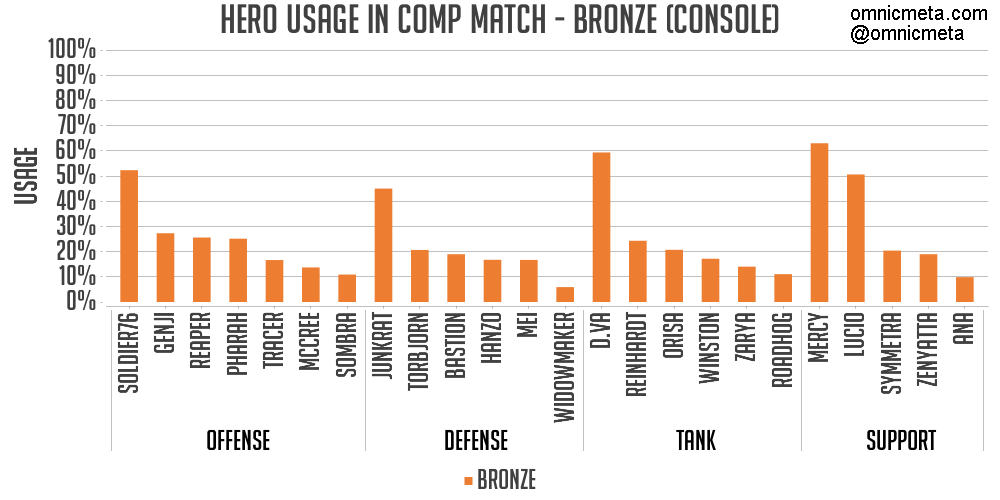 HERO USAGE IN COMP MATCH - BRONZE (CONSOLE)
omnicmeta.com
@omnicmeta
USAGE
100%
90%
80%
70%
60%
50%
40%
30%
20%
10%
0%
SOLDIER76
GENJI
REAPER
PHARAH
TRACER
MCCREE
SOMBRA
JUNKRAT
TORBJORN
BASTION
HANZO
MEI
WIDOWMAKER
D.VA
REINHARDT
ORISA
WINSTON
ZARYA
ROADHOG
MERCY
LUCIO
SYMMETRA
ZENYATTA
ANA
OFFENSE
DEFENSE
TANK
SUPPORT
BRONZE